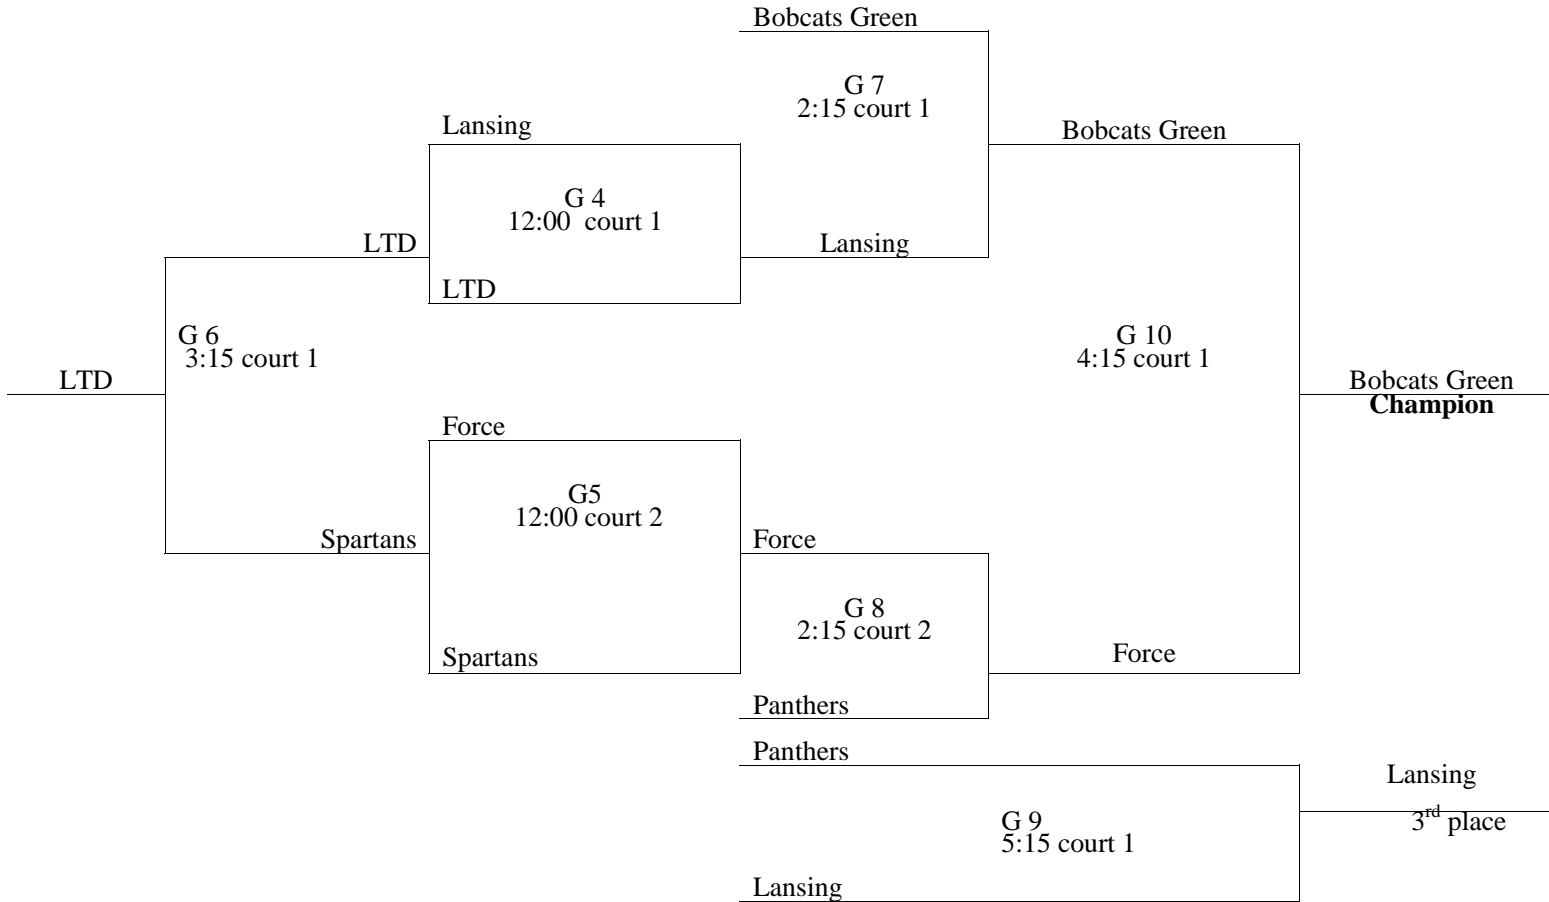 Bobcats Green
G 7
2:15 court 1
Lansing
Bobcats Green
G 4
12:00  court 1
LTD
Lansing
LTD
G 6
3:15 court 1
G 10
4:15 court 1
LTD
Bobcats Green
Champion
Force
G5
12:00 court 2
Spartans
Force
G 8
2:15 court 2
Spartans
Force
Panthers
Panthers
Lansing
3rd place
G 9
5:15 court 1
Lansing